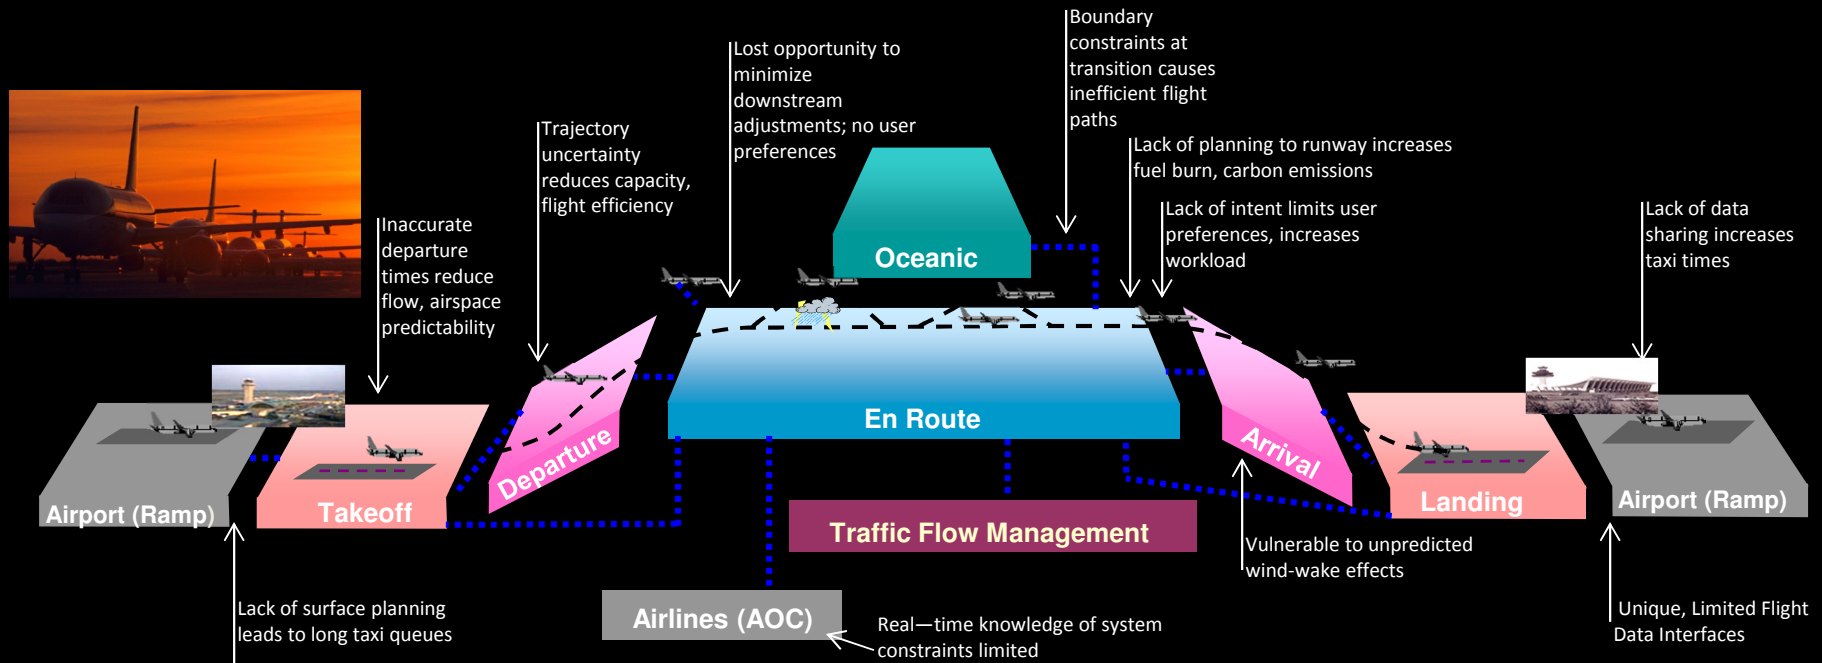 Boundary
constraints at
transition causes
inefficient flight
paths
Lost opportunity to
minimize
downstream
adjustments; no user
preferences
Trajectory
uncertainty
reduces capacity,
flight efficiency
Lack of planning to runway increases
fuel burn, carbon emissions
Inaccurate
departure
times reduce
flow, airspace
predictability
Lack of intent limits user
preferences, increases
workload
Lack of data
sharing increases
taxi times
Oceanic
En Route
Departure
Arrival
Airport (Ramp)
Takeoff
Landing
Airport (Ramp)
Traffic Flow Management
Vulnerable to unpredicted
wind-wake effects
Lack of surface planning
leads to long taxi queues
Airlines (AOC)
Real—time knowledge of system
constraints limited
Unique, Limited Flight
Data Interfaces